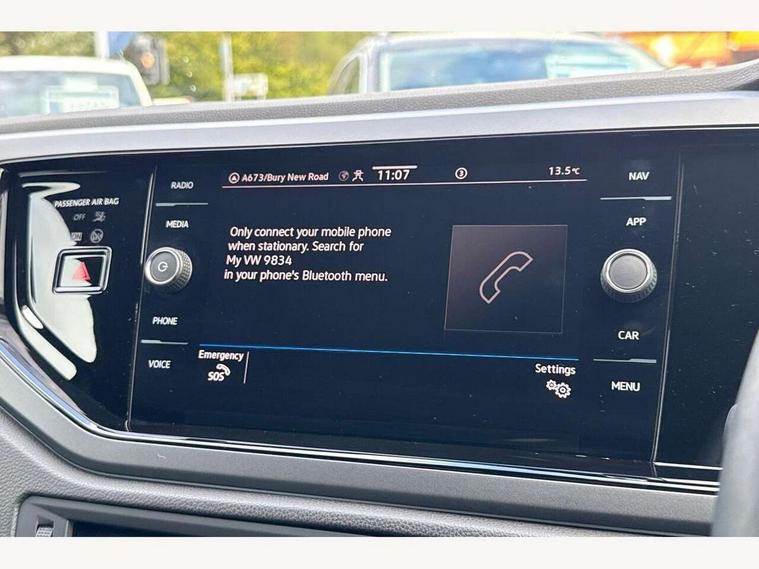 PASSENGER AIR BAG
OFF
ON
RADIO
MEDIA
PHONE
VOICE
A673/Bury New Road 11:07 3 13.5°C
Only connect your mobile phone
when stationary. Search for
My VW 9834
in your phone's Bluetooth menu.
Emergency
SOS
Settings
NAV
APP
CAR
MENU